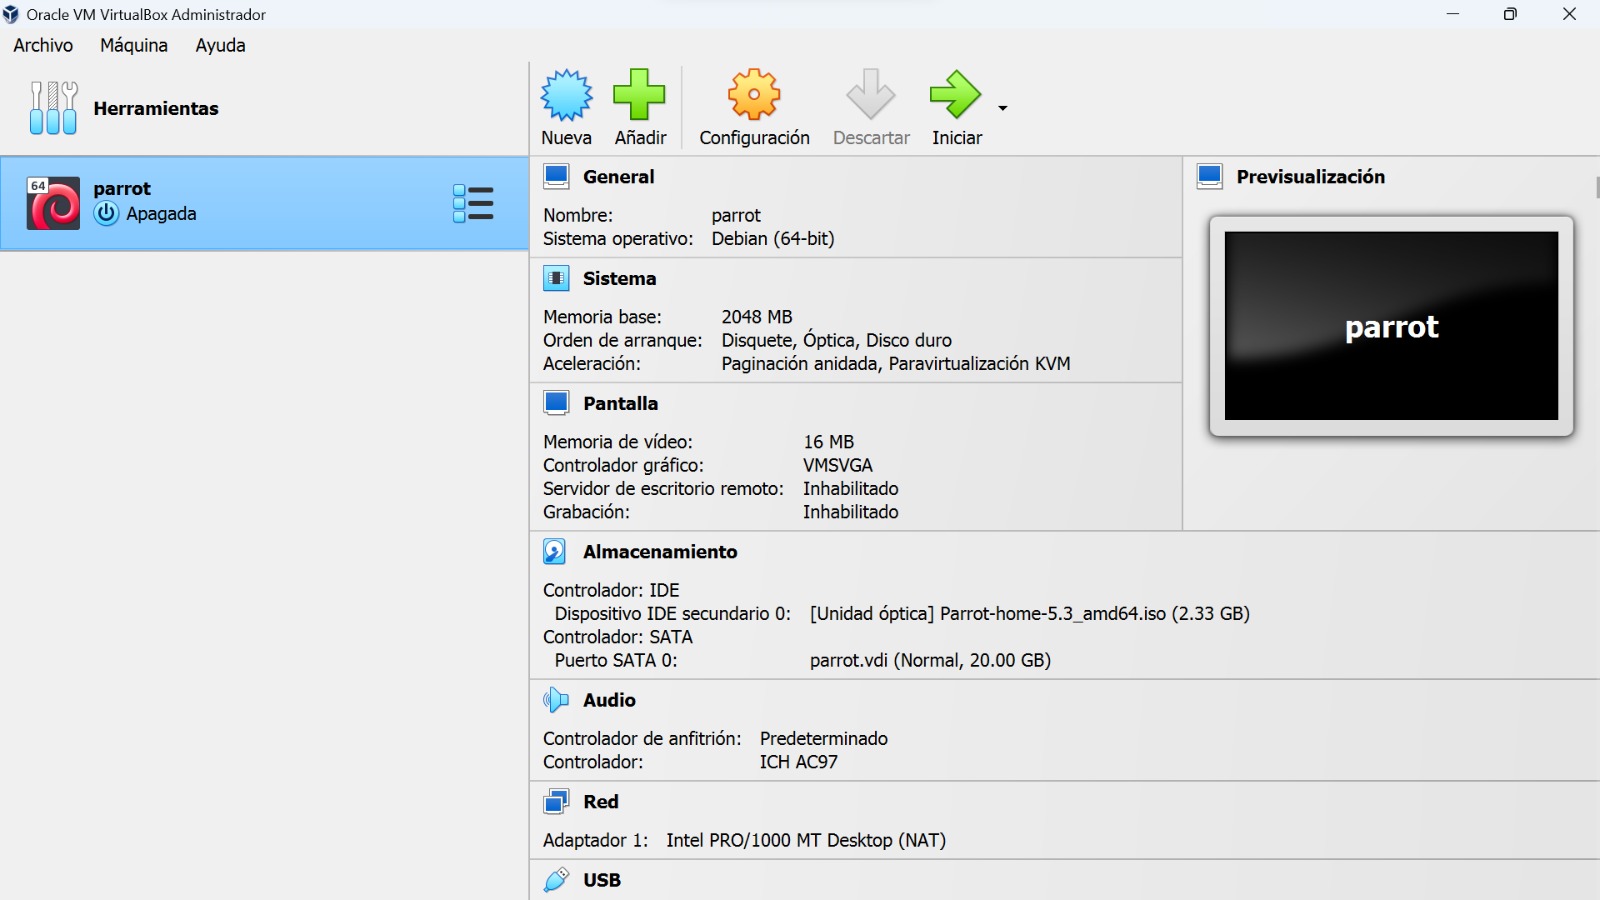 Oracle VM VirtualBox Administrador
Archivo Máquina Ayuda
Herramientas
Nueva Añadir Configuración Descartar Iniciar
64
parrot
Apagada
General
Nombre: parrot
Sistema operativo: Debian (64-bit)
Sistema
Memoria base: 2048 MB
Orden de arranque: Disquete, Óptica, Disco duro
Aceleración: Paginación anidada, Paravirtualización KVM
Pantalla
Memoria de vídeo: 16 MB
Controlador gráfico: VMSVGA
Servidor de escritorio remoto: Inhabilitado
Grabación: Inhabilitado
Previsualización
parrot
Almacenamiento
Controlador: IDE
Dispositivo IDE secundario 0: [Unidad óptica] Parrot-home-5.3_amd64.iso (2.33 GB)
Controlador: SATA
Puerto SATA 0: parrot.vdi (Normal, 20.00 GB)
Audio
Controlador de anfitrión: Predeterminado
Controlador: ICH AC97
Red
Adaptador 1: Intel PRO/1000 MT Desktop (NAT)
USB